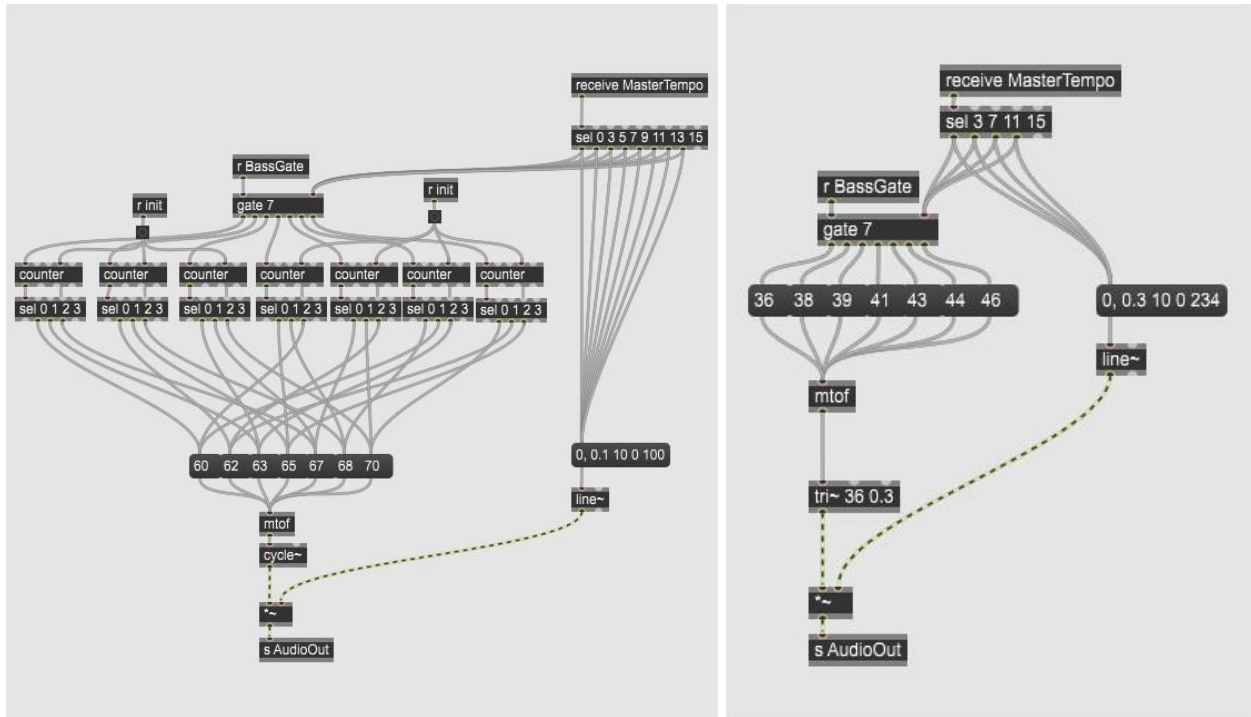 receive MasterTempo
sel 0 3 5 7 9 11 13 15
r BassGate
r init
r init
gate 7
counter counter counter counter counter counter counter
sel 0 1 2 3 sel 0 1 2 3 sel 0 1 2 3 sel 0 1 2 3 sel 0 1 2 3 sel 0 1 2 3 sel 0 1 2 3
60 62 63 65 67 68 70
0, 0.1 10 0 100
line~
mtof
cycle~
*~
s AudioOut
receive MasterTempo
sel 3 7 11 15
r BassGate
gate 7
36 38 39 41 43 44 46
0, 0.3 10 0 234
line~
mtof
tri~ 36 0.3
*~
s AudioOut